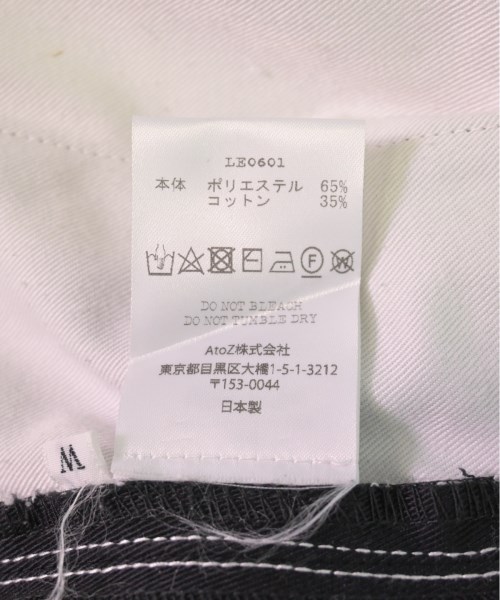 LE0601
本体 ポリエステル 65%
コットン 35%
F
W
DO NOT BLEACH
DO NOT TUMBLE DRY
AtoZ株式会社
東京都目黒区大橋1-5-1-3212
〒153-0044
日本製
M